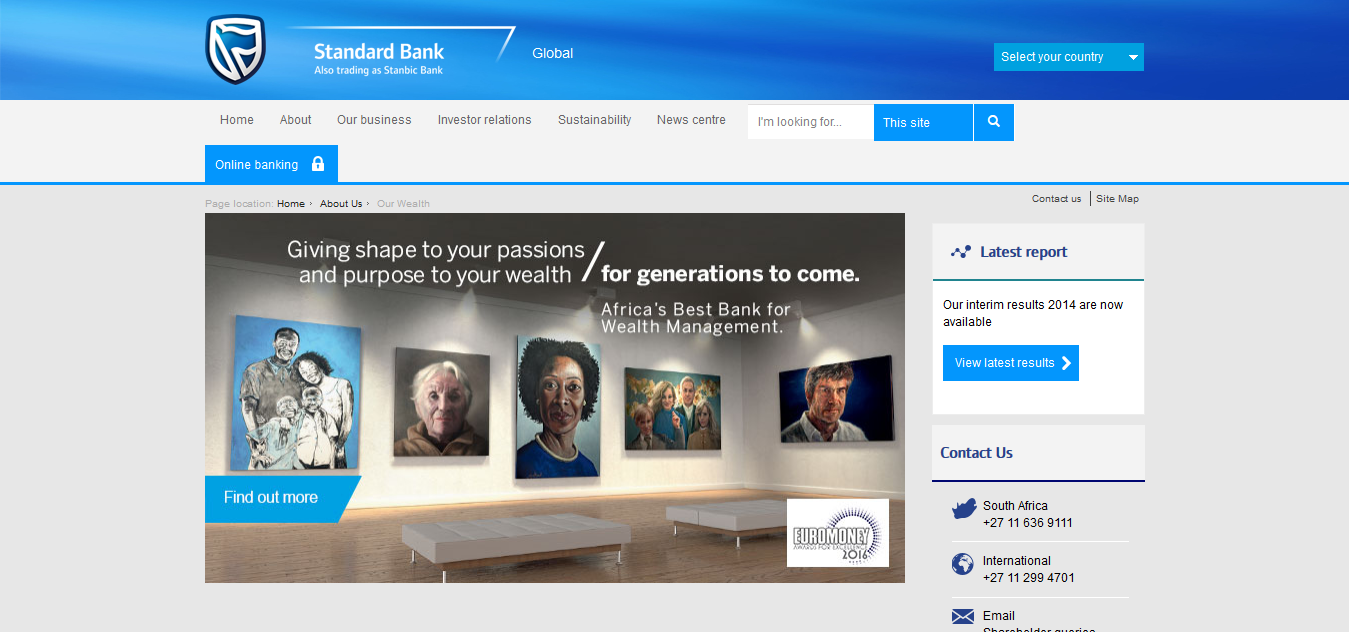 Standard Bank
Also trading as Stanbic Bank
Global
Select your country
Home
About
Our business
Investor relations
Sustainability
News centre
I'm looking for...
This site
Online banking
Contact us
Site Map
Page location: Home › About Us › Our Wealth
Giving shape to your passions
and purpose to your wealth / for generations to come.
Africa's Best Bank for
Wealth Management.
Find out more
EUROMONEY
AWARDS FOR EXCELLENCE
2016
Latest report
Our interim results 2014 are now
available
View latest results
Contact Us
South Africa
+27 11 636 9111
International
+27 11 299 4701
Email
Shareholder queries